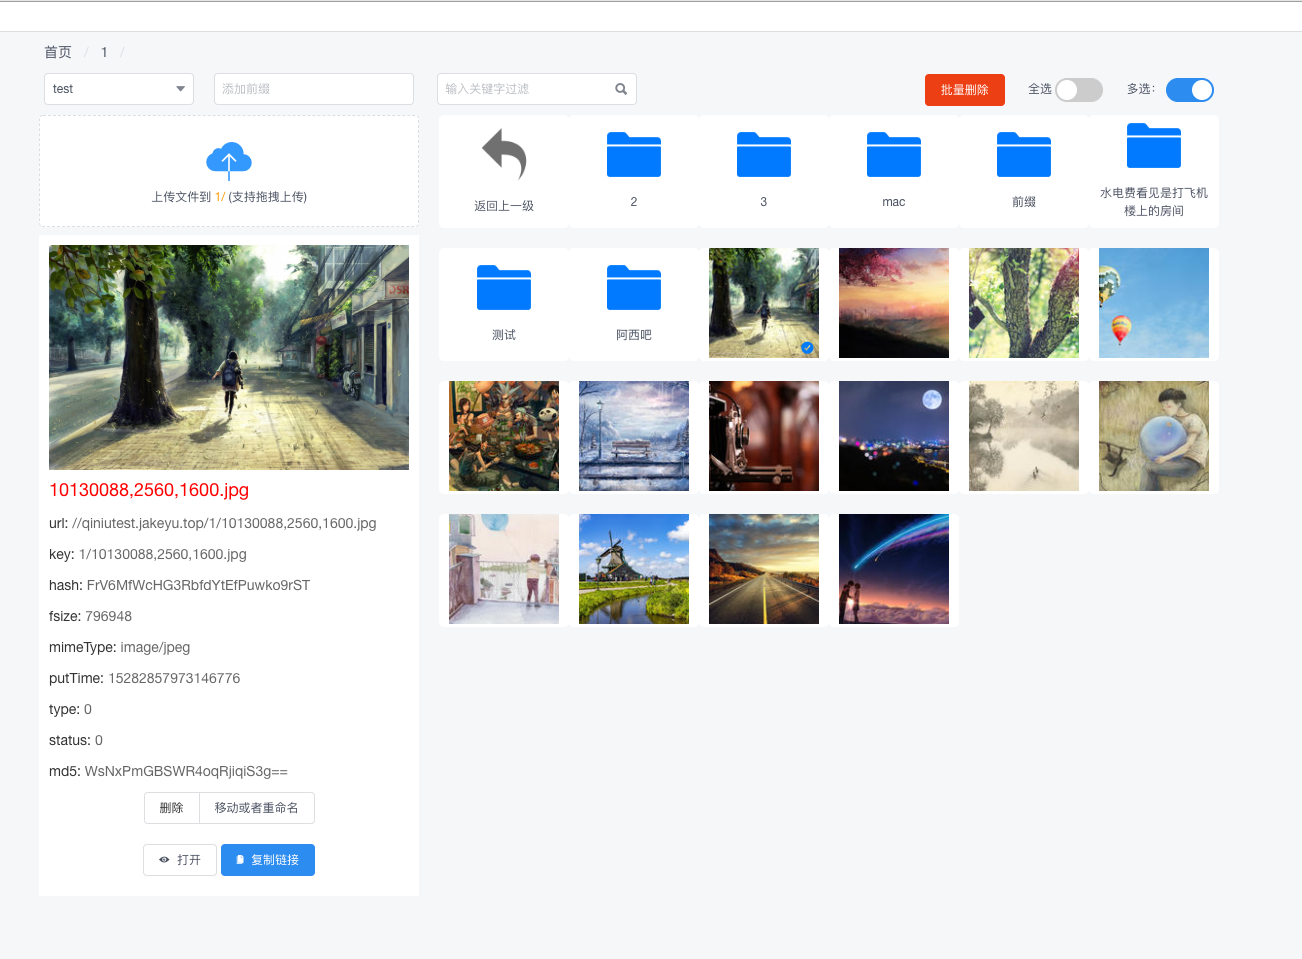 首页 / 1 /
test
添加前缀
输入关键字过滤
批量删除
全选
多选：
上传文件到 1/ (支持拖拽上传)
返回上一级
2
3
mac
前缀
水电费看见是打飞机
楼上的房间
测试
阿西吧
10130088,2560,1600.jpg
url: //qiniutest.jakeyu.top/1/10130088,2560,1600.jpg
key: 1/10130088,2560,1600.jpg
hash: FrV6MfWcHG3RbfdYtEfPuwko9rST
fsize: 796948
mimeType: image/jpeg
putTime: 15282857973146776
type: 0
status: 0
md5: WsNxPmGBSWR4oqRjiqiS3g==
删除
移动或者重命名
打开
复制链接